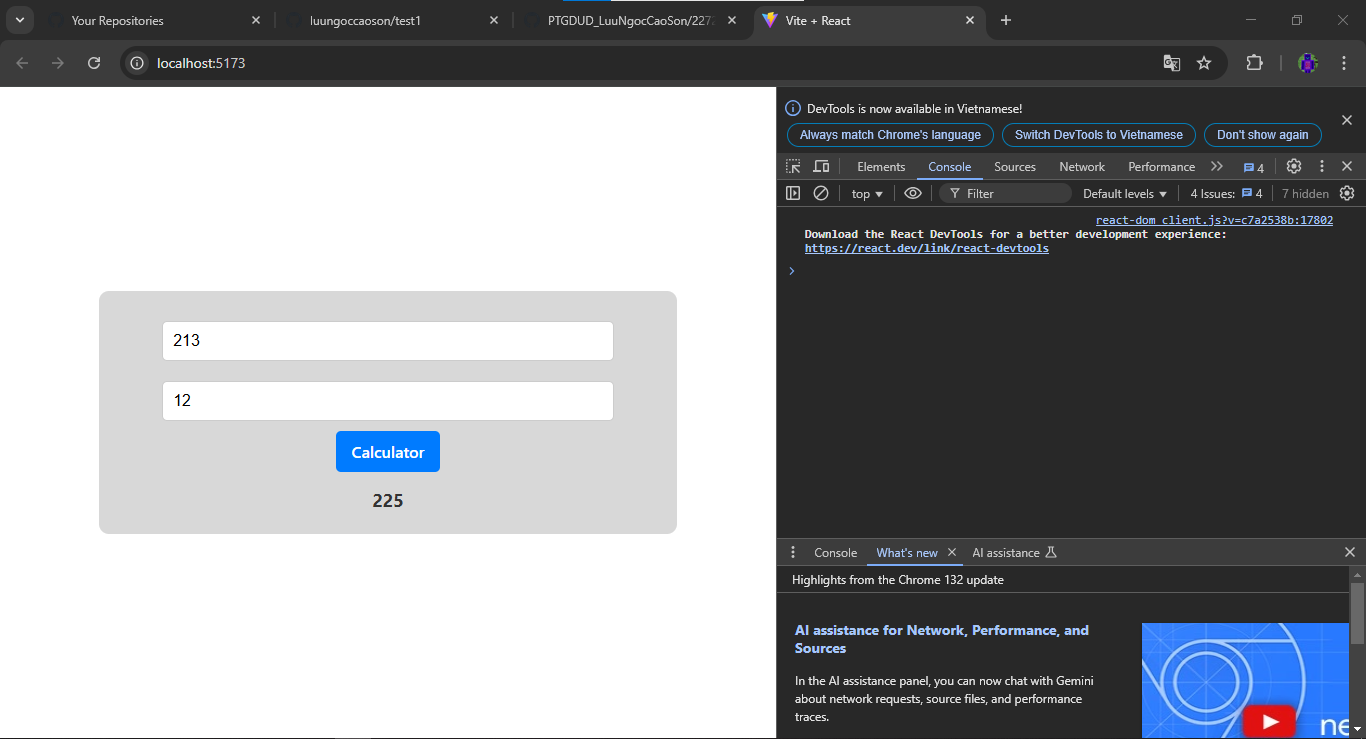 Your Repositories
luungoccaoson/test1
PTGDUD_LuuNgocCaoSon/2272
Vite + React
localhost:5173
DevTools is now available in Vietnamese!
Always match Chrome's language
Switch DevTools to Vietnamese
Don't show again
Elements
Console
Sources
Network
Performance
4
top
Filter
Default levels
4 Issues:
4
7 hidden
react-dom_client.js?v=c7a2538b:17802
Download the React DevTools for a better development experience:
https://react.dev/link/react-devtools
213
12
Calculator
225
Console
What's new
AI assistance
Highlights from the Chrome 132 update
AI assistance for Network, Performance, and
Sources
In the AI assistance panel, you can now chat with Gemini
about network requests, source files, and performance
traces.
ne